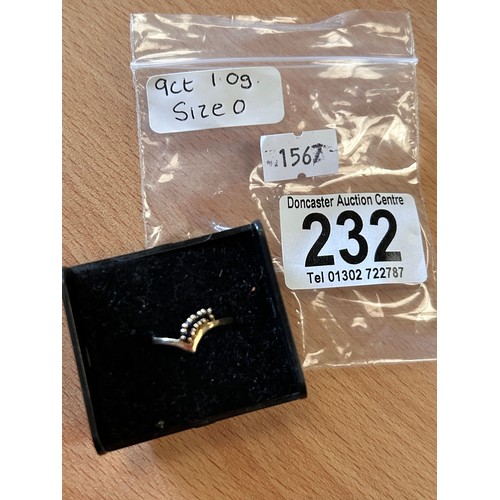 9ct 1.0g.
Size O
1567
Doncaster Auction Centre
232
Tel 01302 722787